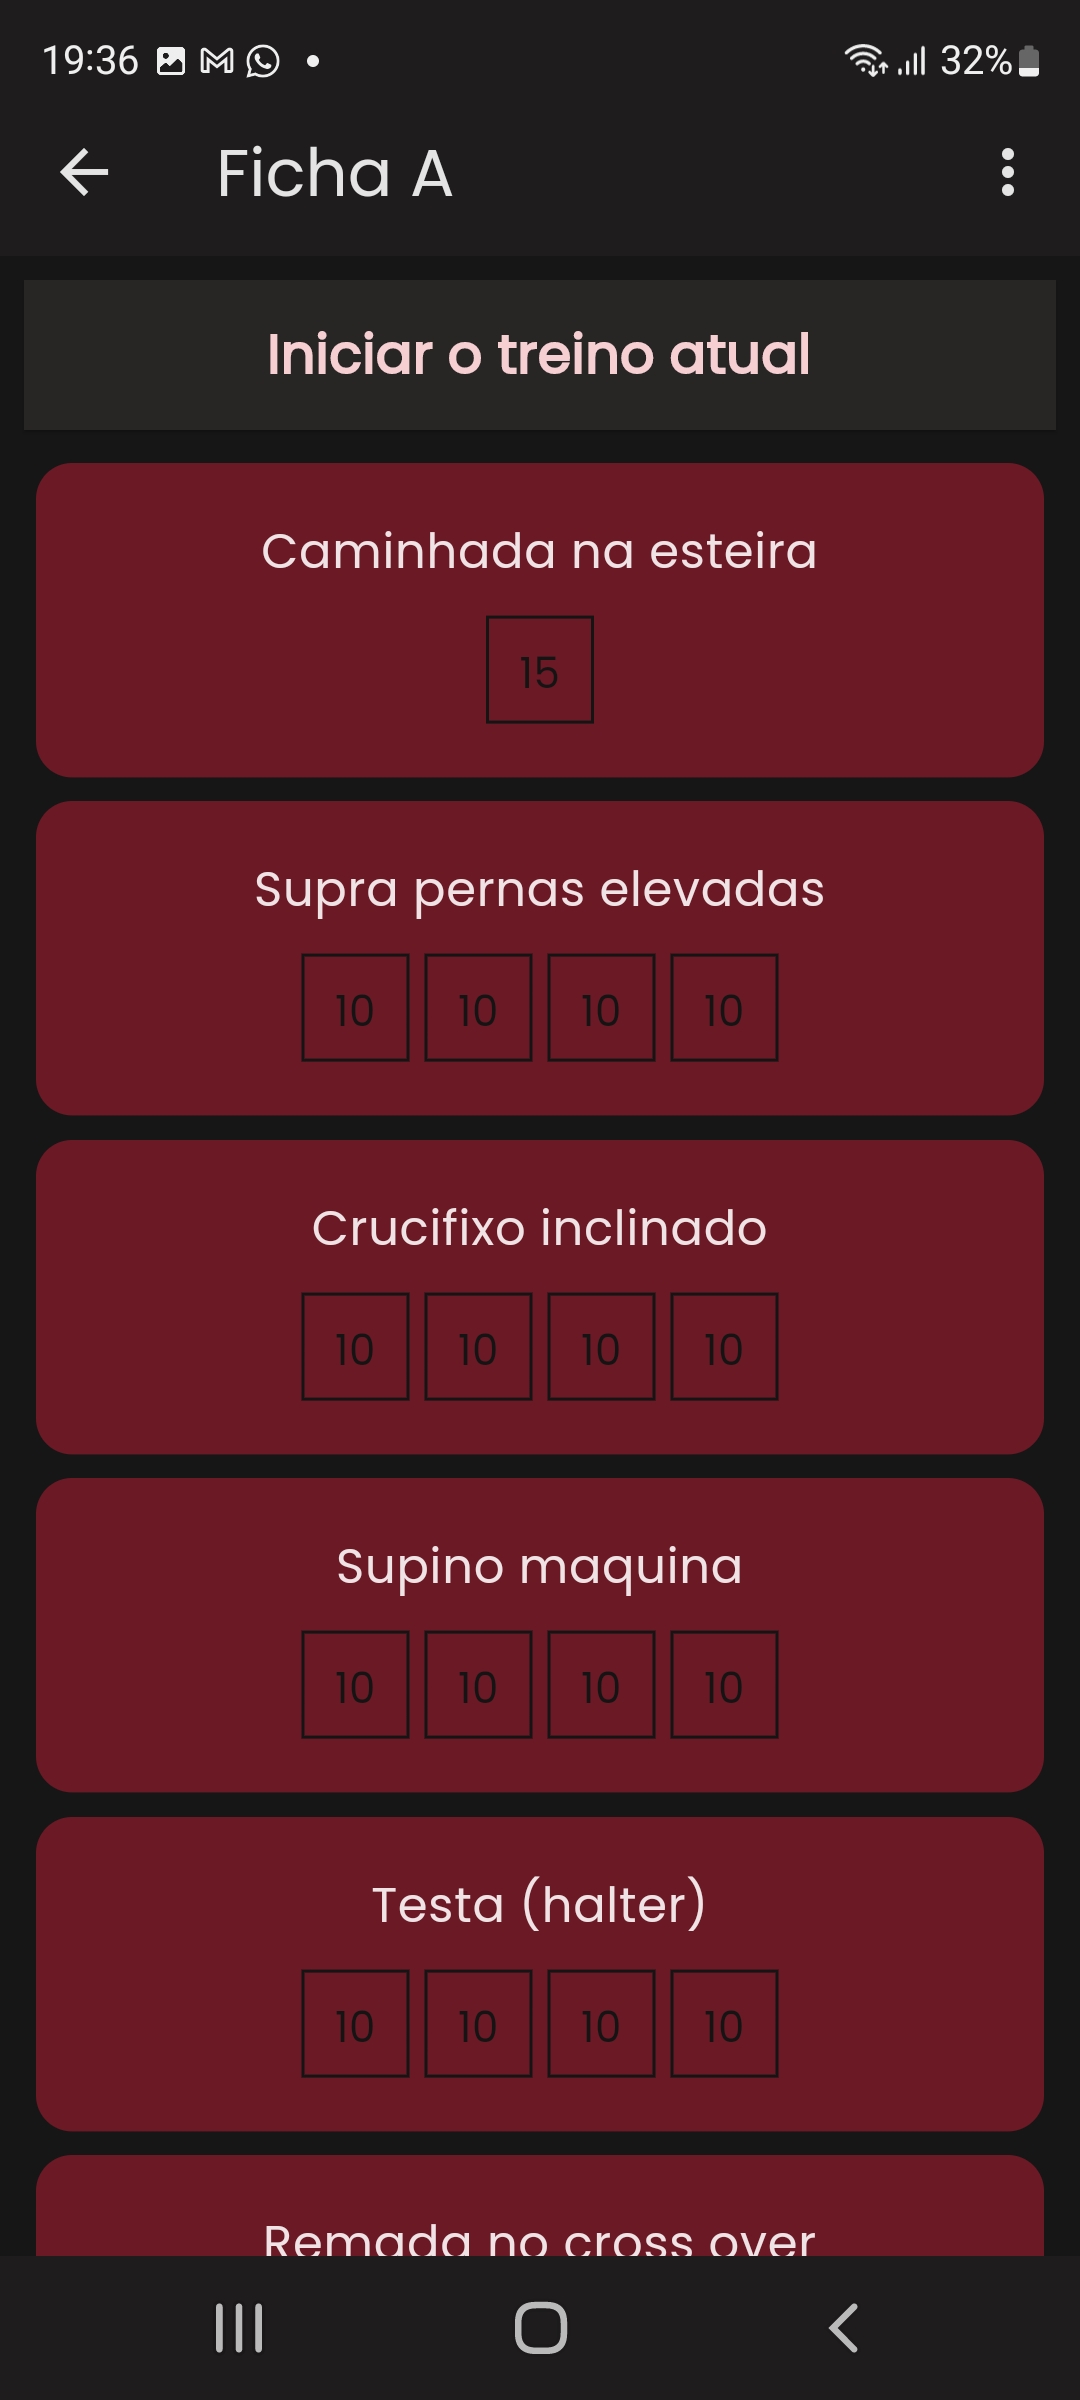 19:36 32%
Ficha A
Iniciar o treino atual
Caminhada na esteira
15
Supra pernas elevadas
10 10 10 10
Crucifixo inclinado
10 10 10 10
Supino maquina
10 10 10 10
Testa (halter)
10 10 10 10
Remada no cross over